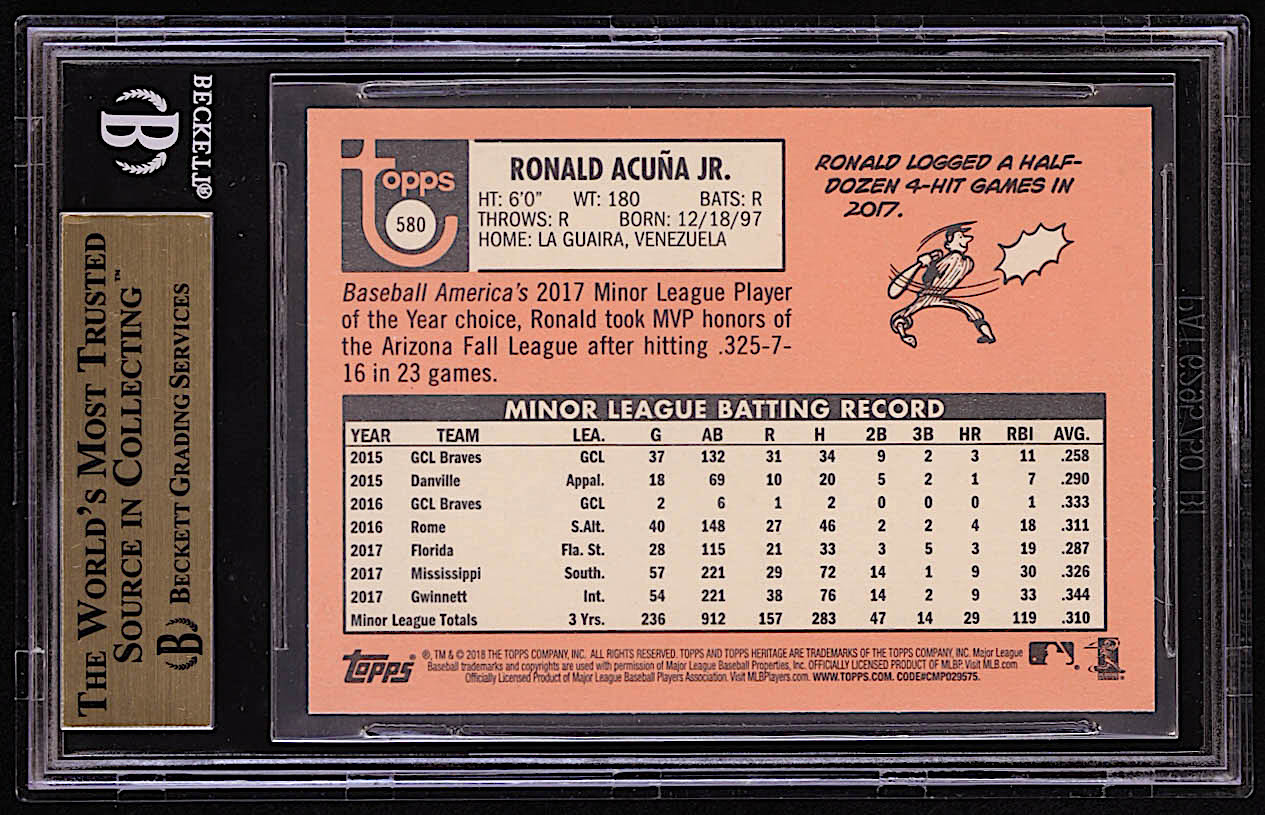 BECKETT®
THE WORLD'S MOST TRUSTED
SOURCE IN COLLECTING™
B BECKETT GRADING SERVICES
B
Topps
580
RONALD ACUÑA JR.
HT: 6'0" WT: 180 BATS: R
THROWS: R BORN: 12/18/97
HOME: LA GUAIRA, VENEZUELA
RONALD LOGGED A HALF-
DOZEN 4-HIT GAMES IN
2017.
Baseball America's 2017 Minor League Player
of the Year choice, Ronald took MVP honors of
the Arizona Fall League after hitting .325-7-
16 in 23 games.
MINOR LEAGUE BATTING RECORD
YEAR TEAM LEA. G AB R H 2B 3B HR RBI AVG.
2015 GCL Braves GCL 37 132 31 34 9 2 3 11 .258
2015 Danville Appal. 18 69 10 20 5 2 1 7 .290
2016 GCL Braves GCL 2 6 1 2 0 0 0 1 .333
2016 Rome S.Alt. 40 148 27 46 2 2 4 18 .311
2017 Florida Fla. St. 28 115 21 33 3 5 3 19 .287
2017 Mississippi South. 57 221 29 72 14 1 9 30 .326
2017 Gwinnett Int. 54 221 38 76 14 2 9 33 .344
Minor League Totals 3 Yrs. 236 912 157 283 47 14 29 119 .310
Topps
®, TM & © 2018 THE TOPPS COMPANY, INC. ALL RIGHTS RESERVED. TOPPS AND TOPPS HERITAGE ARE TRADEMARKS OF THE TOPPS COMPANY, INC. Major League
Baseball trademarks and copyrights are used with permission of Major League Baseball Properties, Inc. OFFICIALLY LICENSED PRODUCT OF MLBP. Visit MLB.com
Officially Licensed Product of Major League Baseball Players Association. Visit MLBPlayers.com. WWW.TOPPS.COM. CODE#CMP029575.